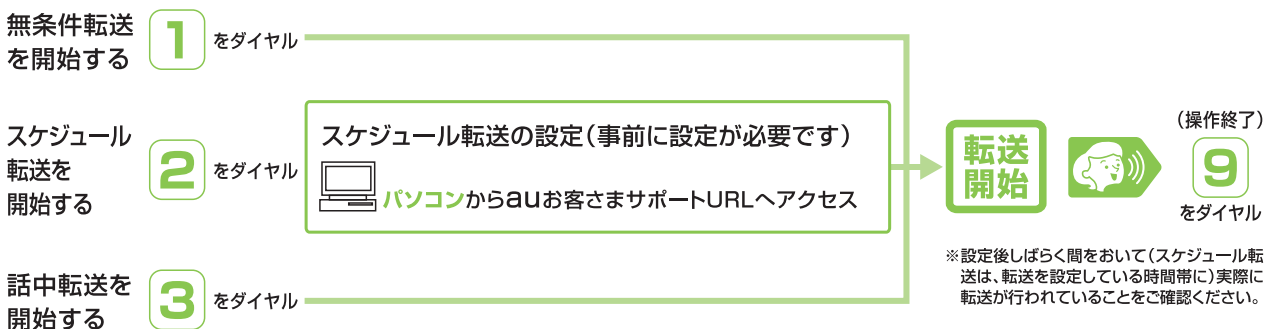 無条件転送
を開始する
1
をダイヤル
スケジュール
転送を
開始する
2
をダイヤル
スケジュール転送の設定（事前に設定が必要です）
パソコンからauお客さまサポートURLへアクセス
話中転送を
開始する
3
をダイヤル
転送
開始
（操作終了）
9
をダイヤル
※設定後しばらく間をおいて（スケジュール転
送は、転送を設定している時間帯に）実際に
転送が行われていることをご確認ください。